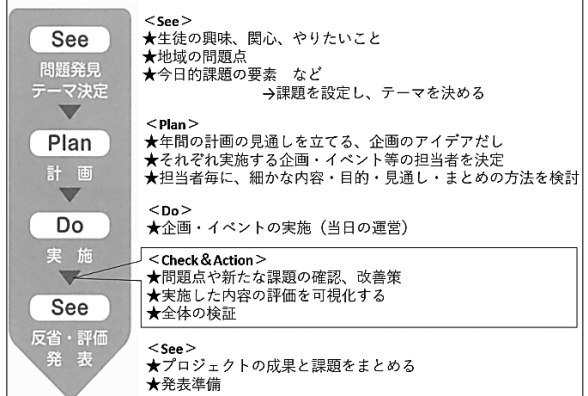 See
問題発見
テーマ決定
Plan
計 画
Do
実 施
See
反省・評価
発 表
<See>
★生徒の興味、関心、やりたいこと
★地域の問題点
★今日的課題の要素 など
→課題を設定し、テーマを決める
<Plan>
★年間の計画の見通しを立てる、企画のアイデアだし
★それぞれ実施する企画・イベント等の担当者を決定
★担当者毎に、細かな内容・目的・見通し・まとめの方法を検討
<Do>
★企画・イベントの実施（当日の運営）
<Check＆Action>
★問題点や新たな課題の確認、改善策
★実施した内容の評価を可視化する
★全体の検証
<See>
★プロジェクトの成果と課題をまとめる
★発表準備